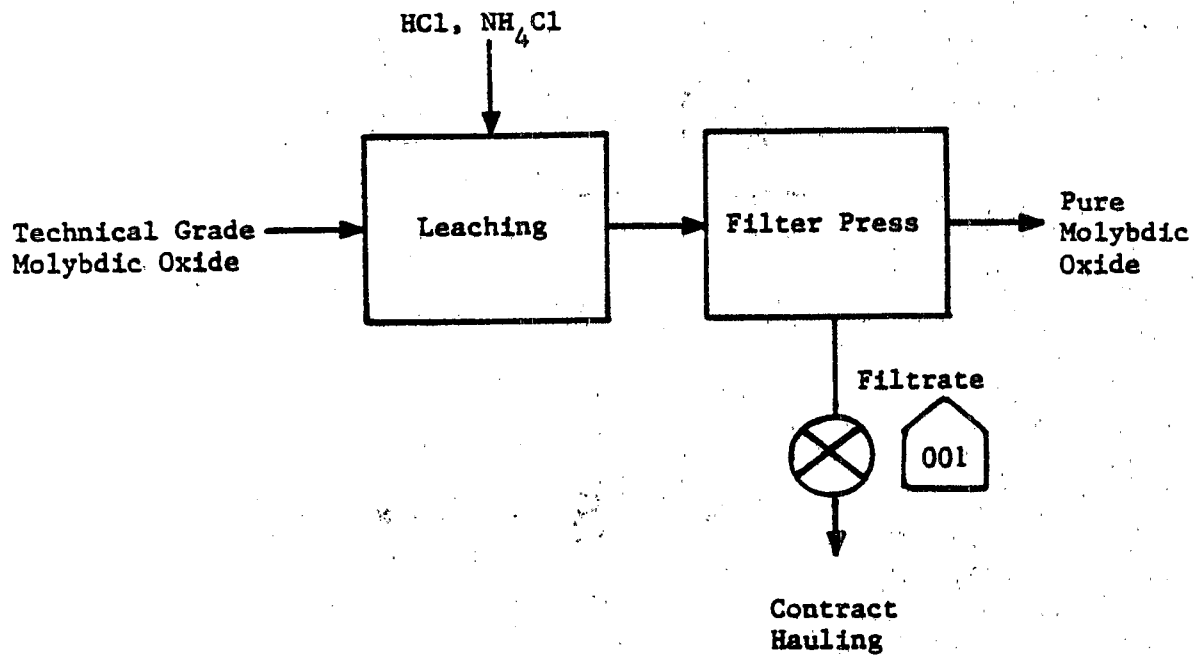 HCl, NH4Cl
Technical Grade
Molybdic Oxide
Leaching
Filter Press
Pure
Molybdic
Oxide
Filtrate
001
Contract
Hauling